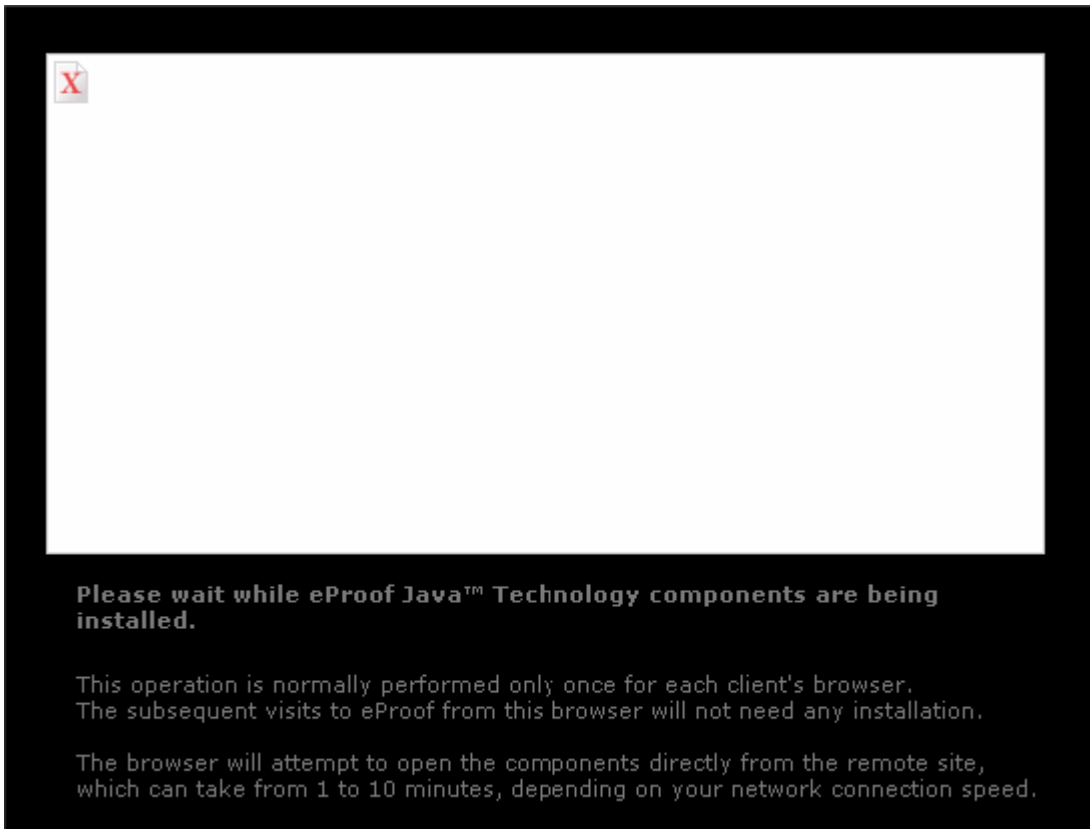 X
Please wait while eProof Java™ Technology components are being
installed.
This operation is normally performed only once for each client's browser.
The subsequent visits to eProof from this browser will not need any installation.
The browser will attempt to open the components directly from the remote site,
which can take from 1 to 10 minutes, depending on your network connection speed.